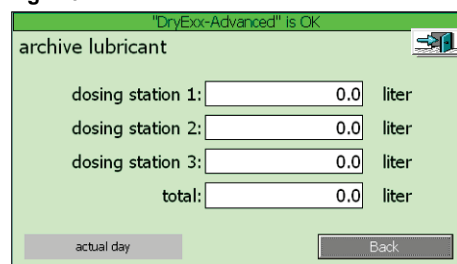 "DryExx-Advanced" is OK
archive lubricant
dosing station 1: 0.0 liter
dosing station 2: 0.0 liter
dosing station 3: 0.0 liter
total: 0.0 liter
actual day Back